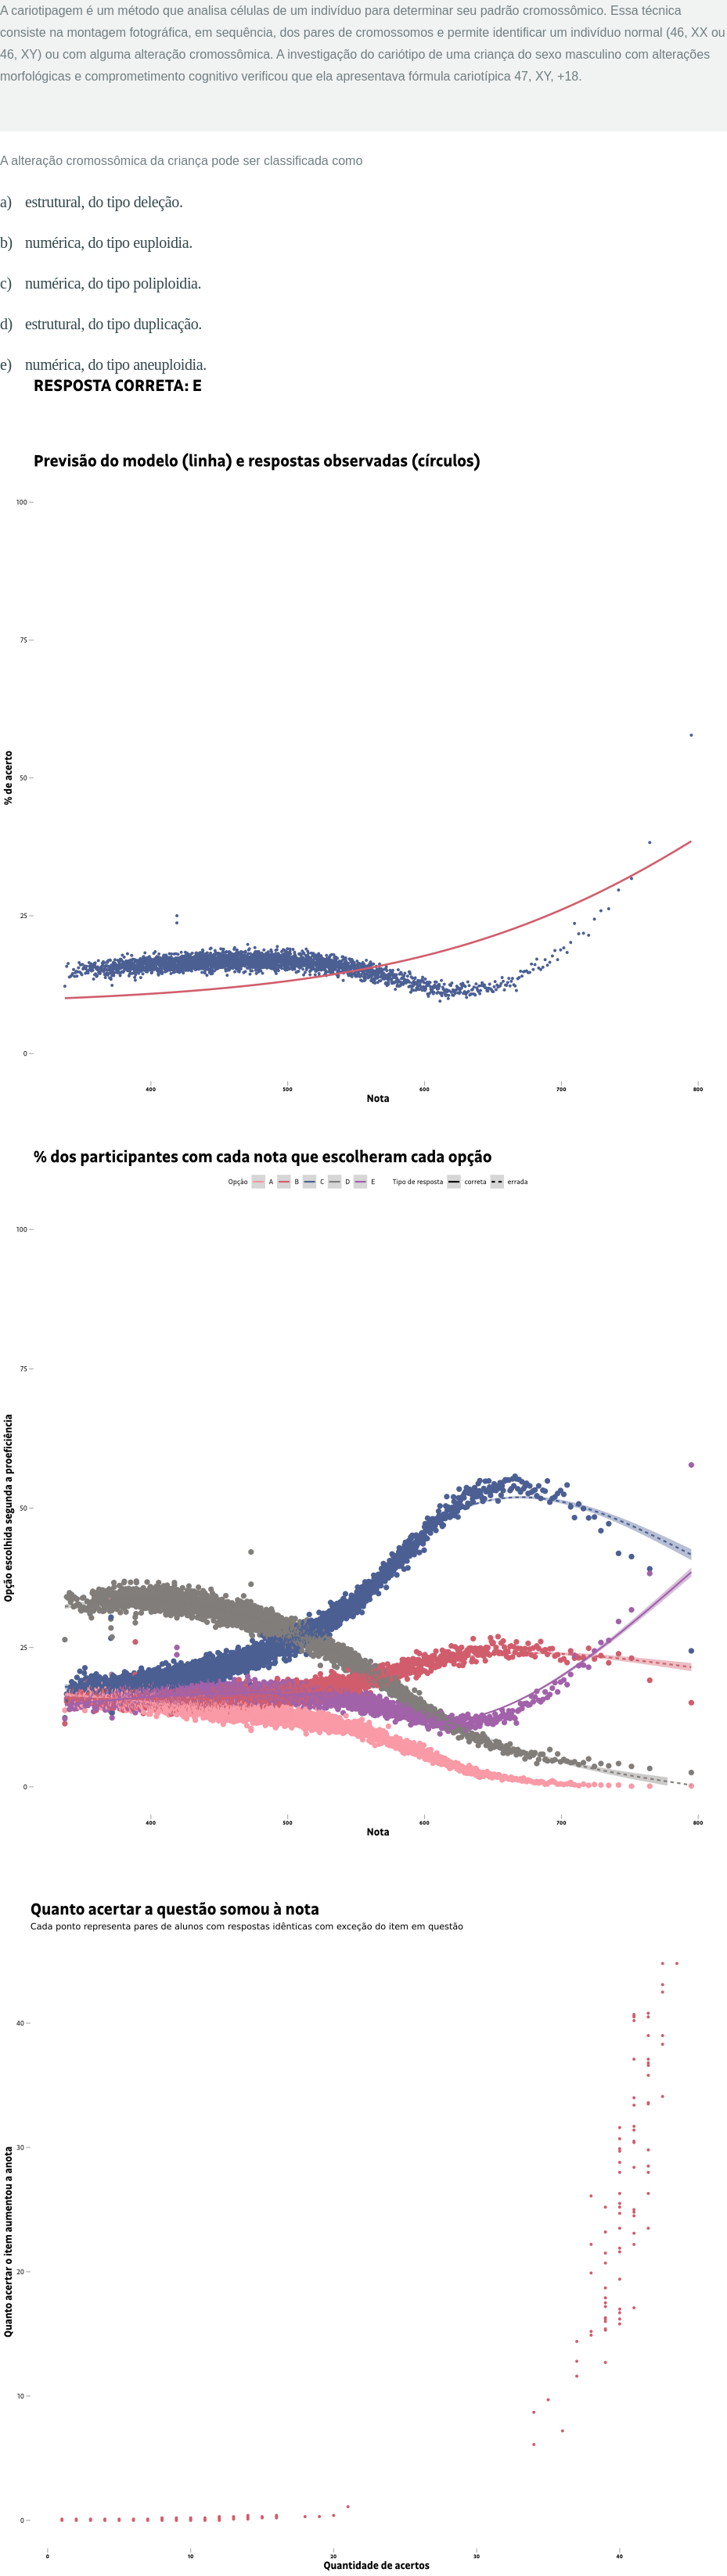 A cariotipagem é um método que analisa células de um indivíduo para determinar seu padrão cromossômico. Essa técnica
consiste na montagem fotográfica, em sequência, dos pares de cromossomos e permite identificar um indivíduo normal (46, XX ou
46, XY) ou com alguma alteração cromossômica. A investigação do cariótipo de uma criança do sexo masculino com alterações
morfológicas e comprometimento cognitivo verificou que ela apresentava fórmula cariotípica 47, XY, +18.
A alteração cromossômica da criança pode ser classificada como
a) estrutural, do tipo deleção.
b) numérica, do tipo euploidia.
c) numérica, do tipo poliploidia.
d) estrutural, do tipo duplicação.
e) numérica, do tipo aneuploidia.
RESPOSTA CORRETA: E
Previsão do modelo (linha) e respostas observadas (círculos)
100
75
50
25
0
% de acerto
400 500 600 700 800
Nota
% dos participantes com cada nota que escolheram cada opção
Opção A B C D E Tipo de resposta correta errada
100
75
50
25
0
Opção escolhida segunda a proeficiência
400 500 600 700 800
Nota
Quanto acertar a questão somou à nota
Cada ponto representa pares de alunos com respostas idênticas com exceção do item em questão
40
30
20
10
0
Quanto acertar o item aumentou a anota
0 10 20 30 40
Quantidade de acertos